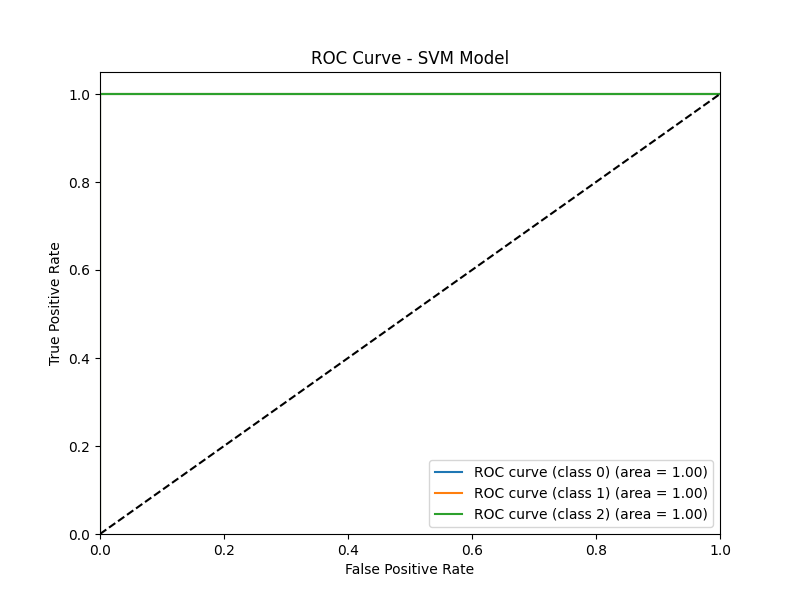 ROC Curve - SVM Model
1.0
0.8
0.6
0.4
0.2
0.0
True Positive Rate
ROC curve (class 0) (area = 1.00)
ROC curve (class 1) (area = 1.00)
ROC curve (class 2) (area = 1.00)
0.0 0.2 0.4 0.6 0.8 1.0
False Positive Rate